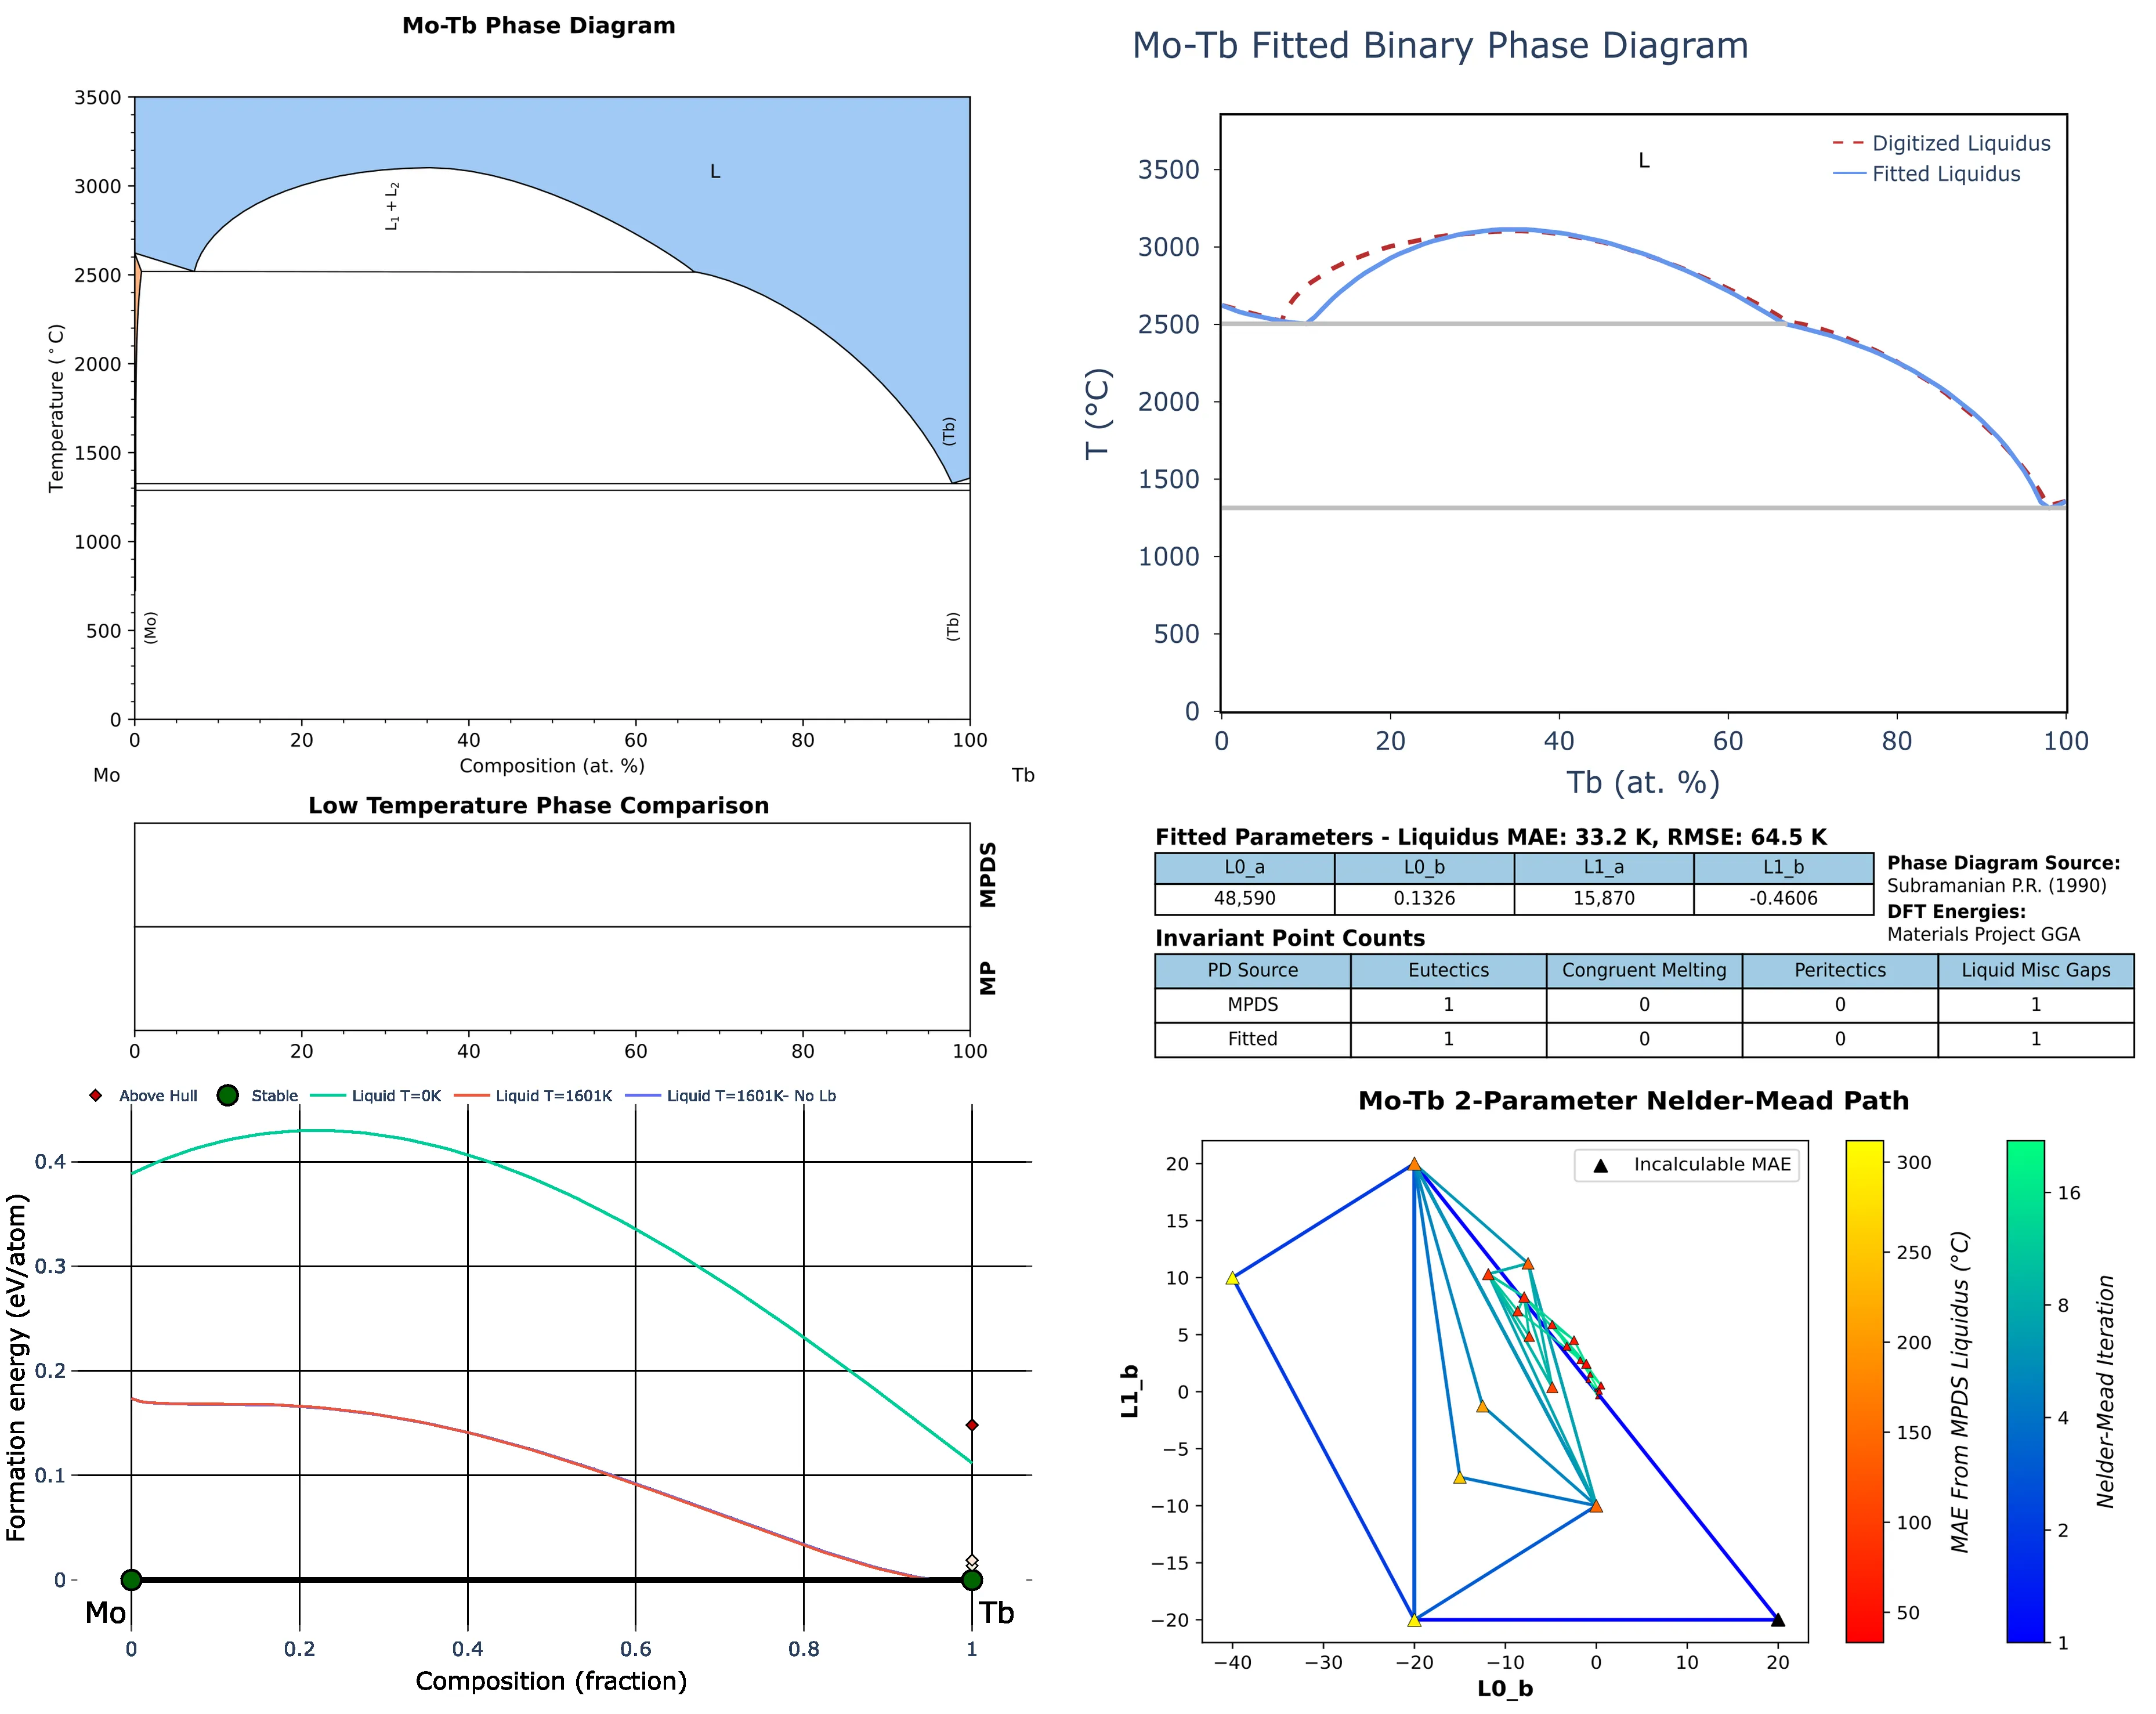 Mo-Tb Phase Diagram
3500
3000
2500
2000
1500
1000
500
0
Temperature (°C)
L
L1 + L2
(Tb)
(Mo)
(Tb)
0 20 40 60 80 100
Mo Composition (at. %) Tb
Mo-Tb Fitted Binary Phase Diagram
L
Digitized Liquidus
Fitted Liquidus
3500
3000
2500
2000
1500
1000
500
0
T (°C)
0 20 40 60 80 100
Tb (at. %)
Low Temperature Phase Comparison
MPDS
MP
0 20 40 60 80 100
Fitted Parameters - Liquidus MAE: 33.2 K, RMSE: 64.5 K
L0_a L0_b L1_a L1_b
48,590 0.1326 15,870 -0.4606
Phase Diagram Source:
Subramanian P.R. (1990)
DFT Energies:
Materials Project GGA
Invariant Point Counts
PD Source Eutectics Congruent Melting Peritectics Liquid Misc Gaps
MPDS 1 0 0 1
Fitted 1 0 0 1
Above Hull Stable Liquid T=0K Liquid T=1601K Liquid T=1601K- No Lb
0.4
0.3
0.2
0.1
0
Formation energy (eV/atom)
Mo Tb
0 0.2 0.4 0.6 0.8 1
Composition (fraction)
Mo-Tb 2-Parameter Nelder-Mead Path
Incalculable MAE
20
15
10
5
0
−5
−10
−15
−20
L1_b
−40 −30 −20 −10 0 10 20
L0_b
300
250
200
150
100
50
MAE From MPDS Liquidus (°C)
16
8
4
2
1
Nelder-Mead Iteration